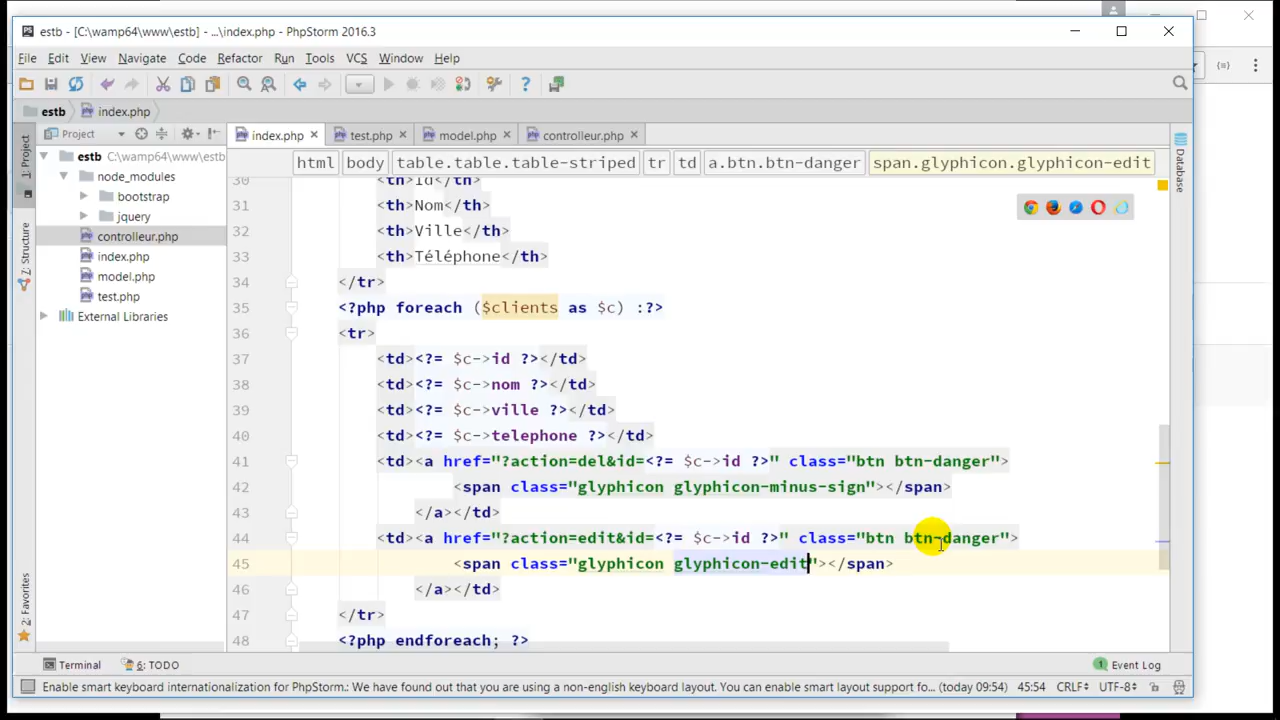 estb - [C:\wamp64\www\estb] - ...\index.php - PhpStorm 2016.3
File Edit View Navigate Code Refactor Run Tools VCS Window Help
estb index.php
Project index.php test.php model.php controlleur.php
html body table.table.table-striped tr td a.btn.btn-danger span.glyphicon.glyphicon-edit
1: Project
Z: Structure
2: Favorites
Database
estb C:\wamp64\www\estb
node_modules
bootstrap
jquery
controlleur.php
index.php
model.php
test.php
External Libraries
30 <th>Id</th>
31 <th>Nom</th>
32 <th>Ville</th>
33 <th>Téléphone</th>
34 </tr>
35 <?php foreach ($clients as $c) :?>
36 <tr>
37 <td><?= $c->id ?></td>
38 <td><?= $c->nom ?></td>
39 <td><?= $c->ville ?></td>
40 <td><?= $c->telephone ?></td>
41 <td><a href="?action=del&id=<?= $c->id ?>" class="btn btn-danger">
42 <span class="glyphicon glyphicon-minus-sign"></span>
43 </a></td>
44 <td><a href="?action=edit&id=<?= $c->id ?>" class="btn btn-danger">
45 <span class="glyphicon glyphicon-edit"></span>
46 </a></td>
47 </tr>
48 <?php endforeach; ?>
Terminal 6: TODO 1 Event Log
Enable smart keyboard internationalization for PhpStorm.: We have found out that you are using a non-english keyboard layout. You can enable smart layout support fo... (today 09:54) 45:54 CRLF UTF-8